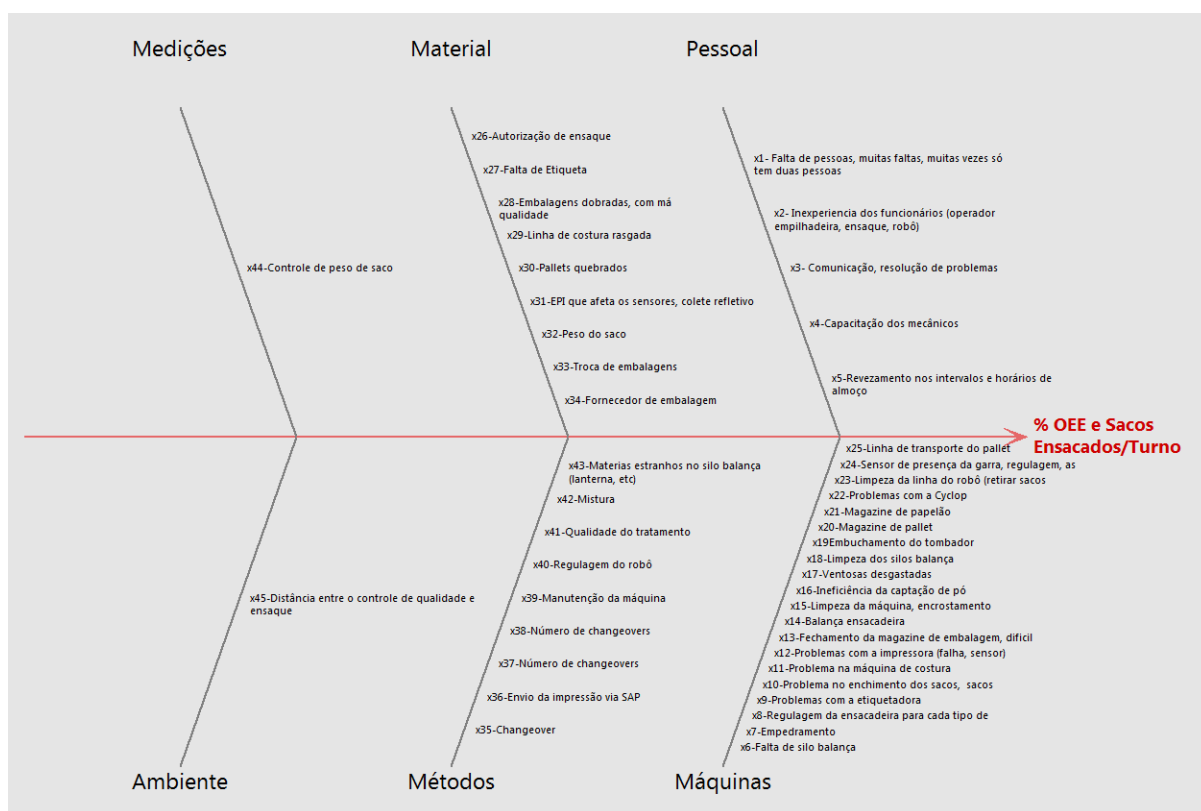 Medições
Material
Pessoal
x26-Autorização de ensaque
x27-Falta de Etiqueta
x28-Embalagens dobradas, com má
qualidade
x29-Linha de costura rasgada
x30-Pallets quebrados
x31-EPI que afeta os sensores, colete refletivo
x32-Peso do saco
x33-Troca de embalagens
x34-Fornecedor de embalagem
x1- Falta de pessoas, muitas faltas, muitas vezes só
tem duas pessoas
x2- Inexperiencia dos funcionários (operador
empilhadeira, ensaque, robô)
x3- Comunicação, resolução de problemas
x4-Capacitação dos mecânicos
x5-Revezamento nos intervalos e horários de
almoço
x44-Controle de peso de saco
% OEE e Sacos
Ensacados/Turno
x45-Distância entre o controle de qualidade e
ensaque
x43-Materias estranhos no silo balança
(lanterna, etc)
x42-Mistura
x41-Qualidade do tratamento
x40-Regulagem do robô
x39-Manutenção da máquina
x38-Número de changeovers
x37-Número de changeovers
x36-Envio da impressão via SAP
x35-Changeover
x25-Linha de transporte do pallet
x24-Sensor de presença da garra, regulagem, as
x23-Limpeza da linha do robô (retirar sacos
x22-Problemas com a Cyclop
x21-Magazine de papelão
x20-Magazine de pallet
x19Embuchamento do tombador
x18-Limpeza dos silos balança
x17-Ventosas desgastadas
x16-Ineficiência da captação de pó
x15-Limpeza da máquina, encrostamento
x14-Balança ensacadeira
x13-Fechamento da magazine de embalagem, dificil
x12-Problemas com a impressora (falha, sensor)
x11-Problema na máquina de costura
x10-Problema no enchimento dos sacos, sacos
x9-Problemas com a etiquetadora
x8-Regulagem da ensacadeira para cada tipo de
x7-Empedramento
x6-Falta de silo balança
Ambiente
Métodos
Máquinas